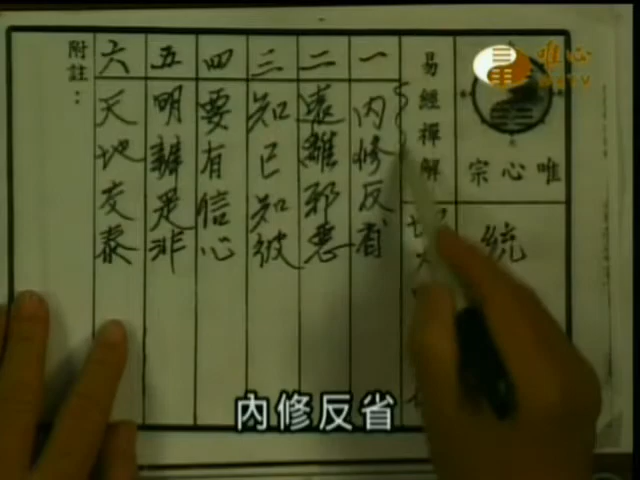 唯心
唯心宗
統
易經禪解
一 內修反省
二 遠離邪惡
三 知己知彼
四 要有信心
五 明辨是非
六 天地交泰
附註：
內修反省